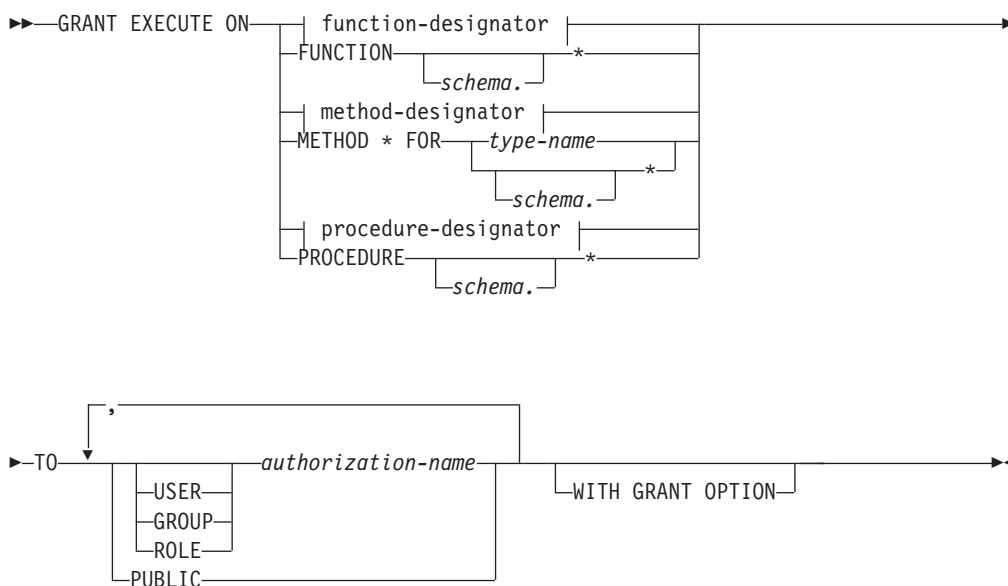 GRANT EXECUTE ON
function-designator
FUNCTION *
schema.
method-designator
METHOD * FOR type-name
*
schema.
procedure-designator
PROCEDURE *
schema.
,
TO authorization-name
USER WITH GRANT OPTION
GROUP
ROLE
PUBLIC